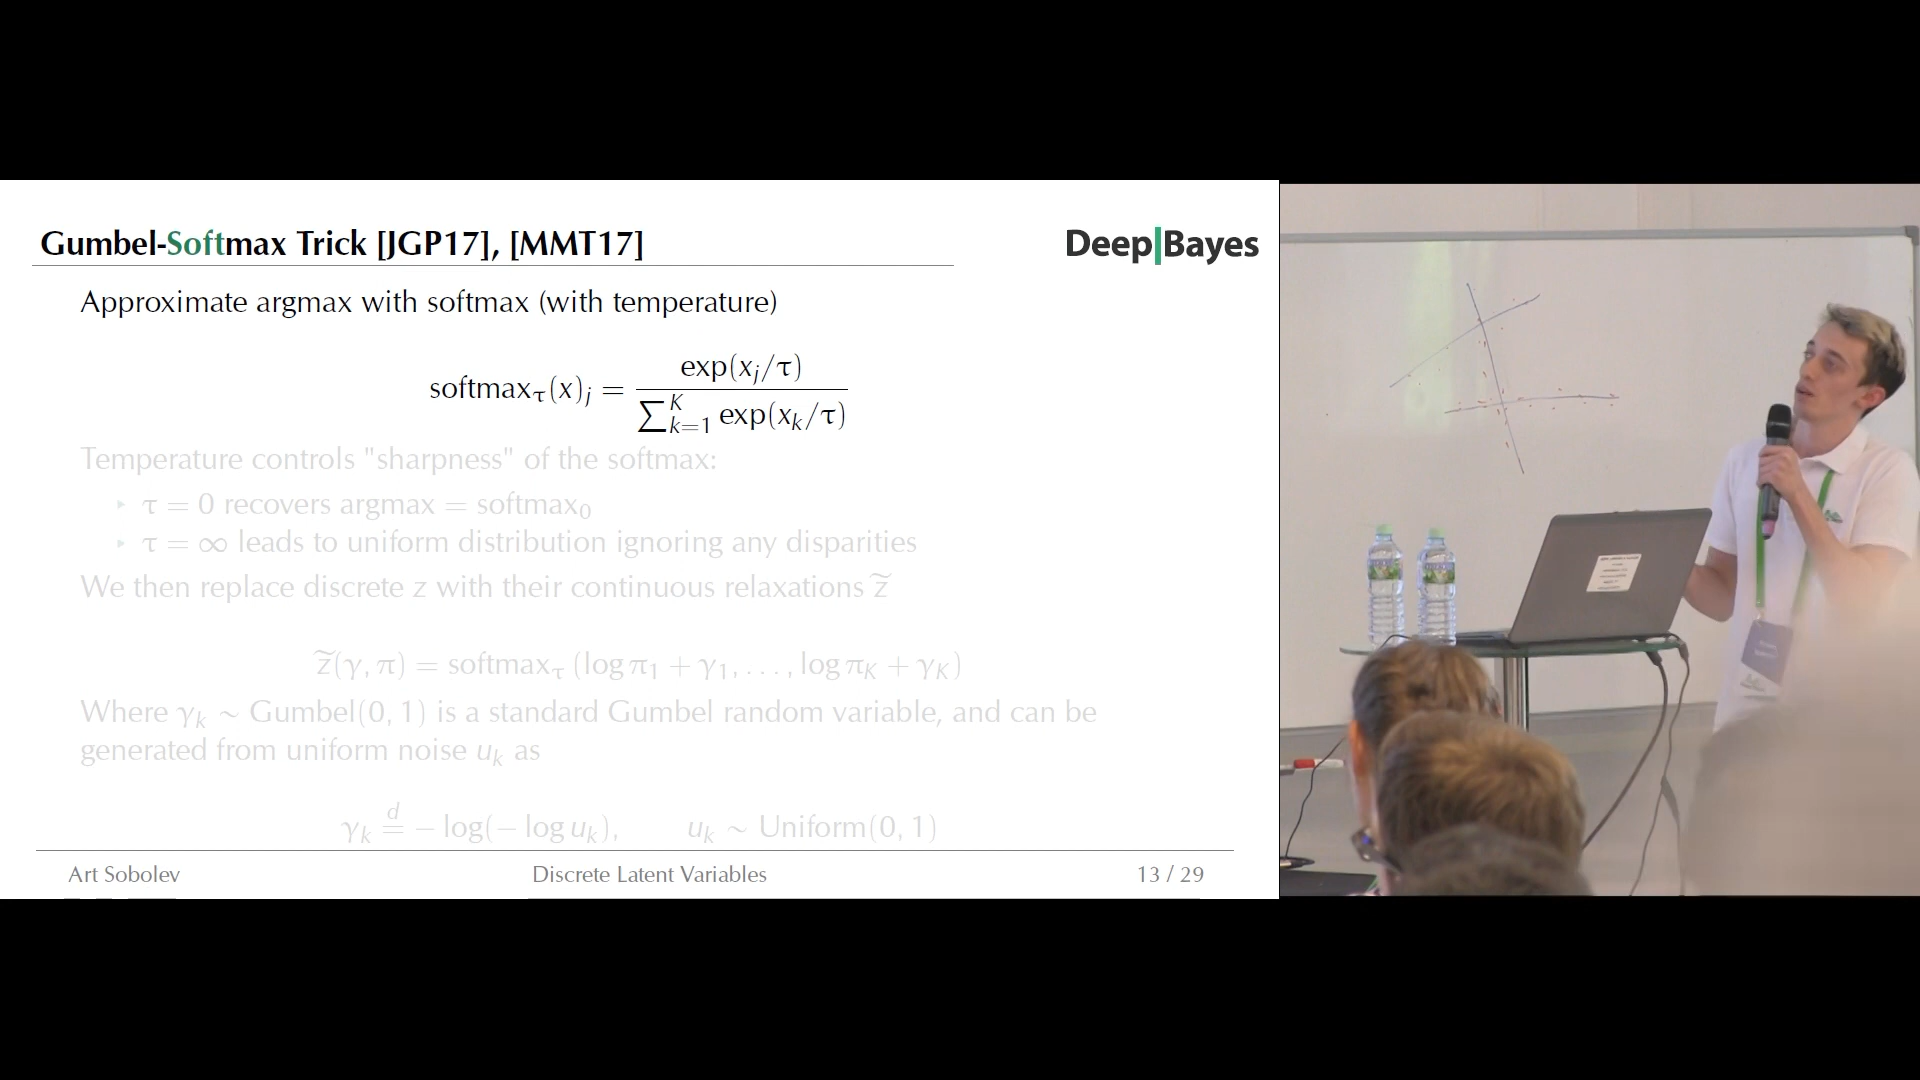 Gumbel-Softmax Trick [JGP17], [MMT17]
Deep|Bayes
Approximate argmax with softmax (with temperature)
softmax_τ(x)_j = exp(x_j/τ) / ∑_{k=1}^{K} exp(x_k/τ)
Temperature controls "sharpness" of the softmax:
‣ τ = 0 recovers argmax = softmax_0
‣ τ = ∞ leads to uniform distribution ignoring any disparities
We then replace discrete z with their continuous relaxations z̃
z̃(γ, π) = softmax_τ (log π_1 + γ_1, . . . , log π_K + γ_K)
Where γ_k ∼ Gumbel(0, 1) is a standard Gumbel random variable, and can be
generated from uniform noise u_k as
γ_k =^d − log(− log u_k), u_k ∼ Uniform(0, 1)
Art Sobolev
Discrete Latent Variables
13 / 29